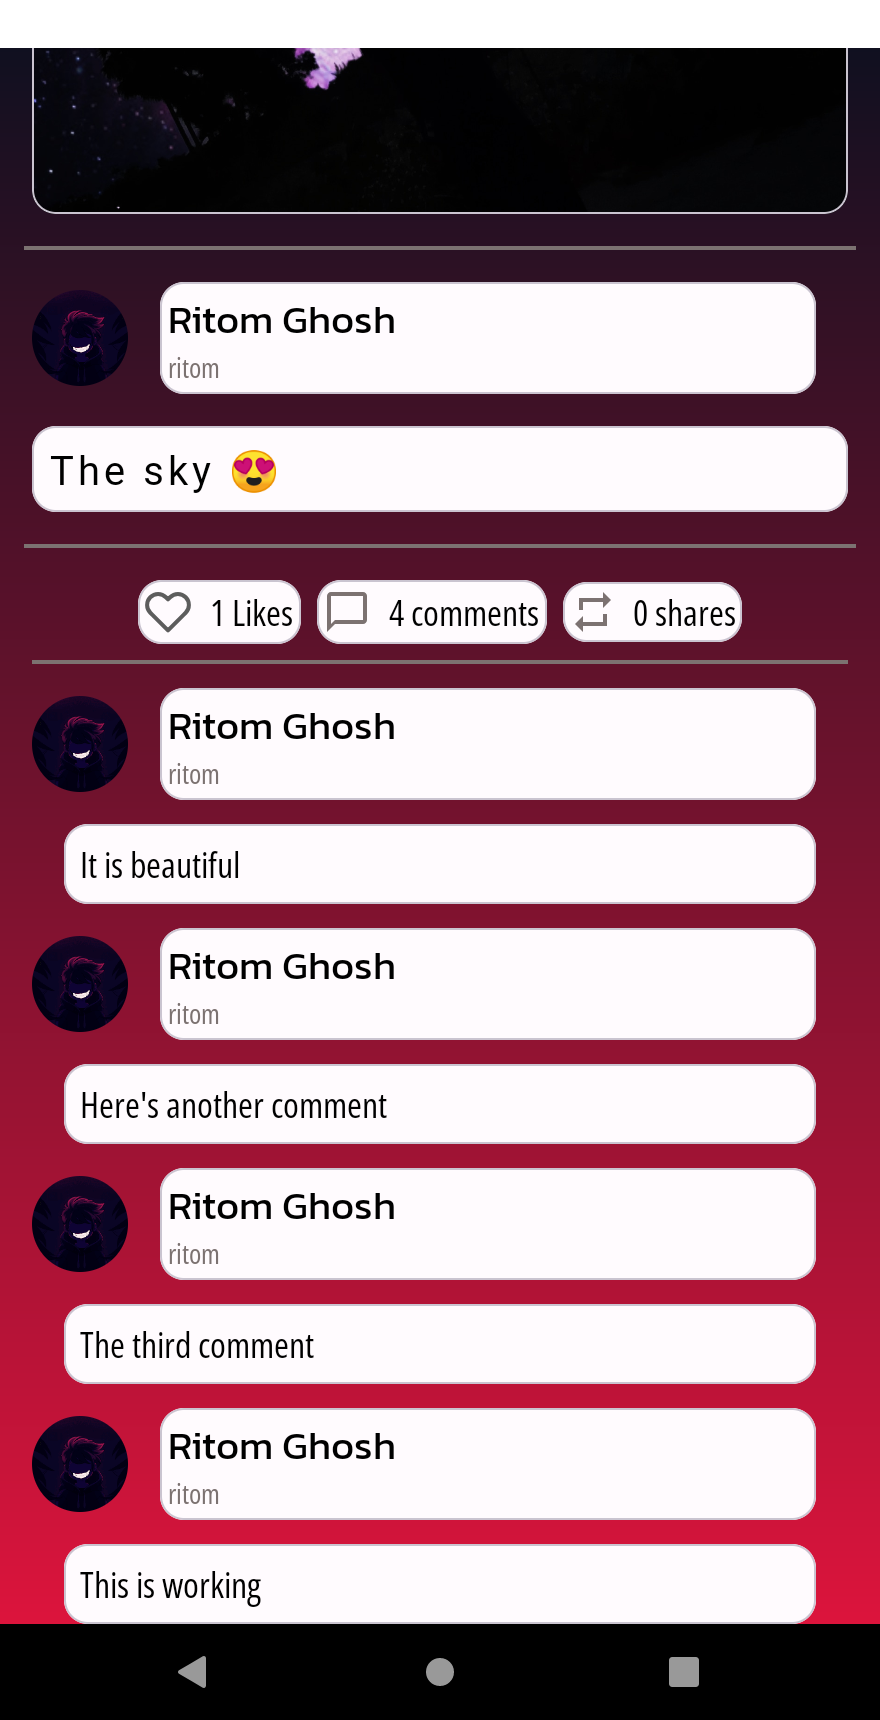 Ritom Ghosh
ritom
The sky 😍
1 Likes 4 comments 0 shares
Ritom Ghosh
ritom
It is beautiful
Ritom Ghosh
ritom
Here's another comment
Ritom Ghosh
ritom
The third comment
Ritom Ghosh
ritom
This is working